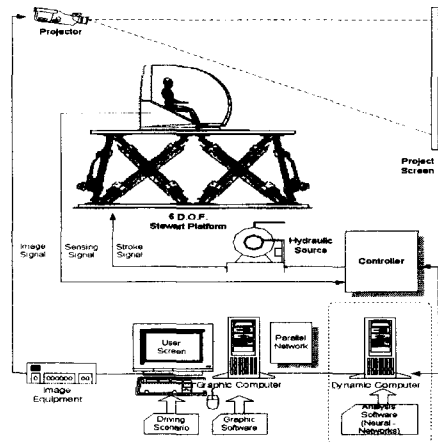 Projector
Project
Screen
6 D.O.F.
Stewart Platform
Image
Signal
Sensing
Signal
Stroke
Signal
Hydraulic
Source
Controller
User
Screen
Parallel
Network
Image
Equipment
Graphic Computer
Dynamic Computer
Driving
Scenario
Graphic
Software
Analysis
Software
(Neural -
Networks)